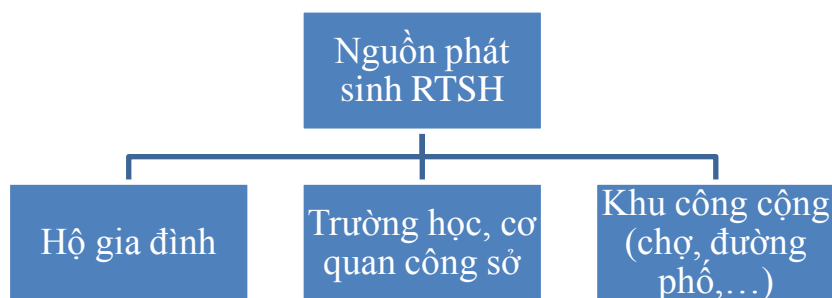 Nguồn phát
sinh RTSH
Hộ gia đình
Trường học, cơ
quan công sở
Khu công cộng
(chợ, đường
phố,…)